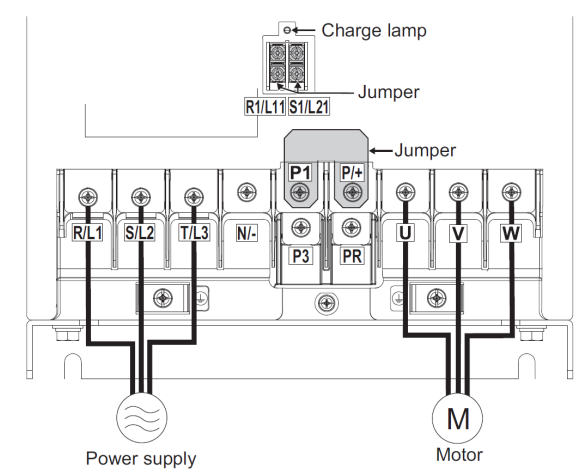 Charge lamp
Jumper
R1/L11 S1/L21
Jumper
P1 P/+
R/L1 S/L2 T/L3 N/- U V W
P3 PR
M
Power supply
Motor